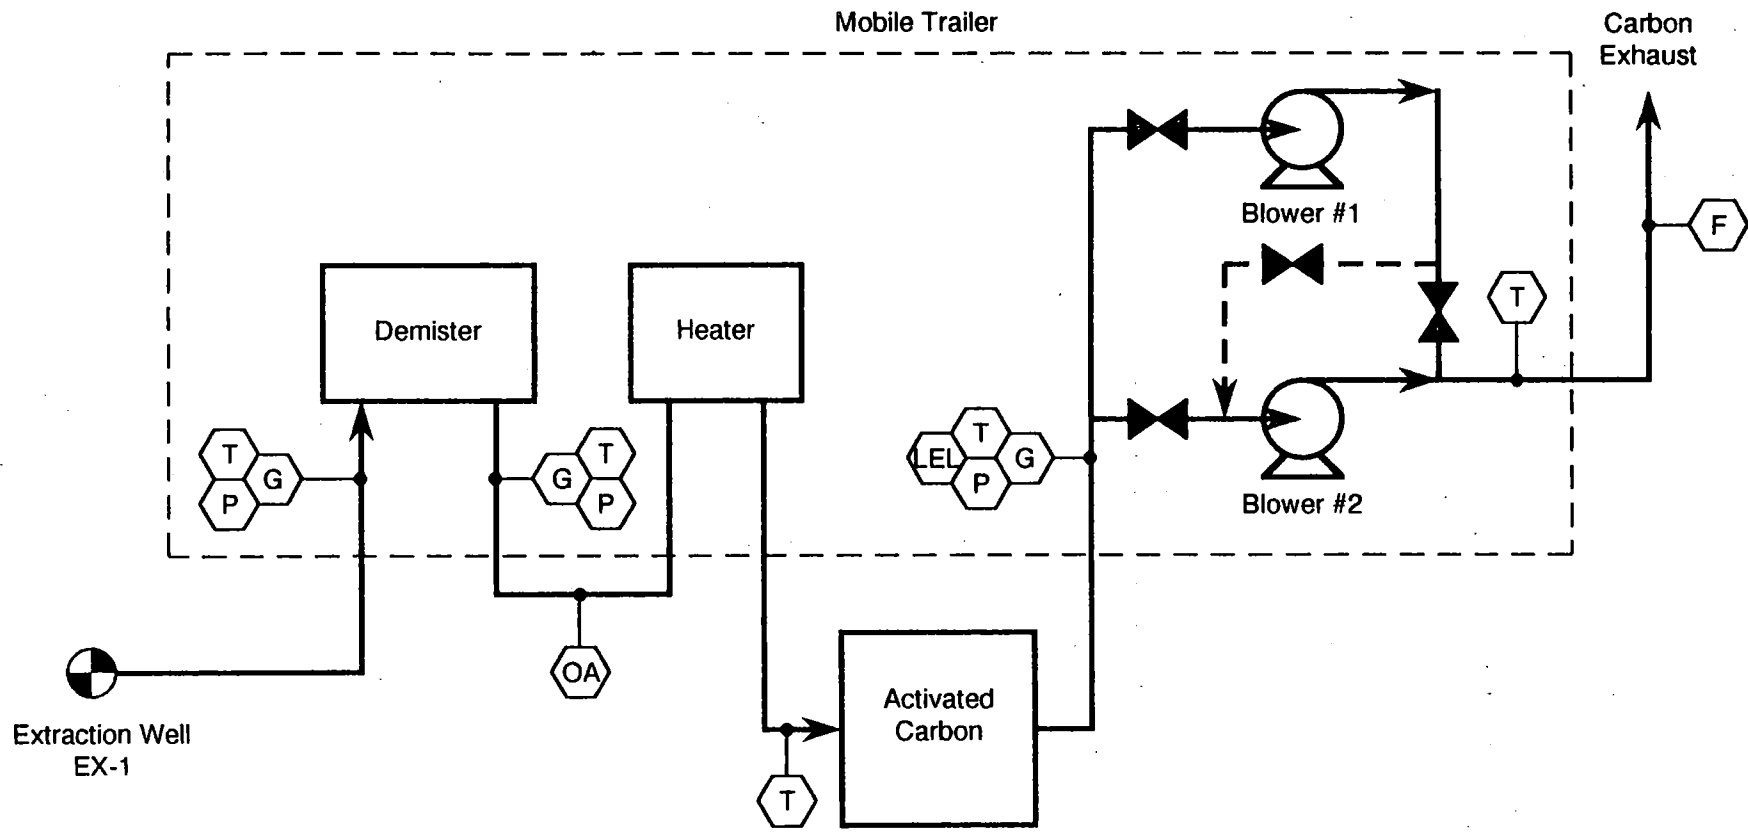 Mobile Trailer
Carbon
Exhaust
Blower #1
F
T
Demister
Heater
T
G
P
G
T
P
LEL
T
G
P
Blower #2
OA
Extraction Well
EX-1
Activated
Carbon
T